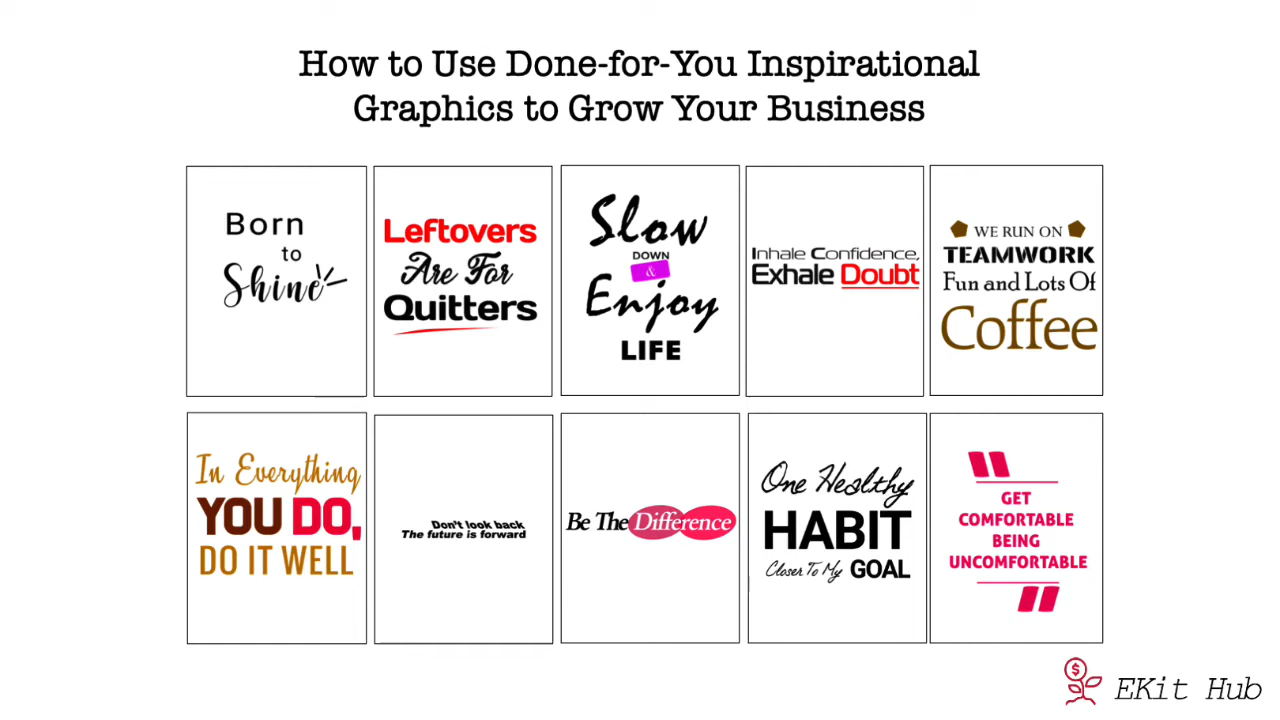 How to Use Done-for-You Inspirational
Graphics to Grow Your Business
Born
to
Shine
Leftovers
Are For
Quitters
Slow
DOWN
&
Enjoy
LIFE
Inhale Confidence,
Exhale Doubt
WE RUN ON
TEAMWORK
Fun and Lots Of
Coffee
In Everything
YOU DO,
DO IT WELL
Don't look back
The future is forward
Be The Difference
One Healthy
HABIT
Closer To My GOAL
GET
COMFORTABLE
BEING
UNCOMFORTABLE
$
EKit Hub